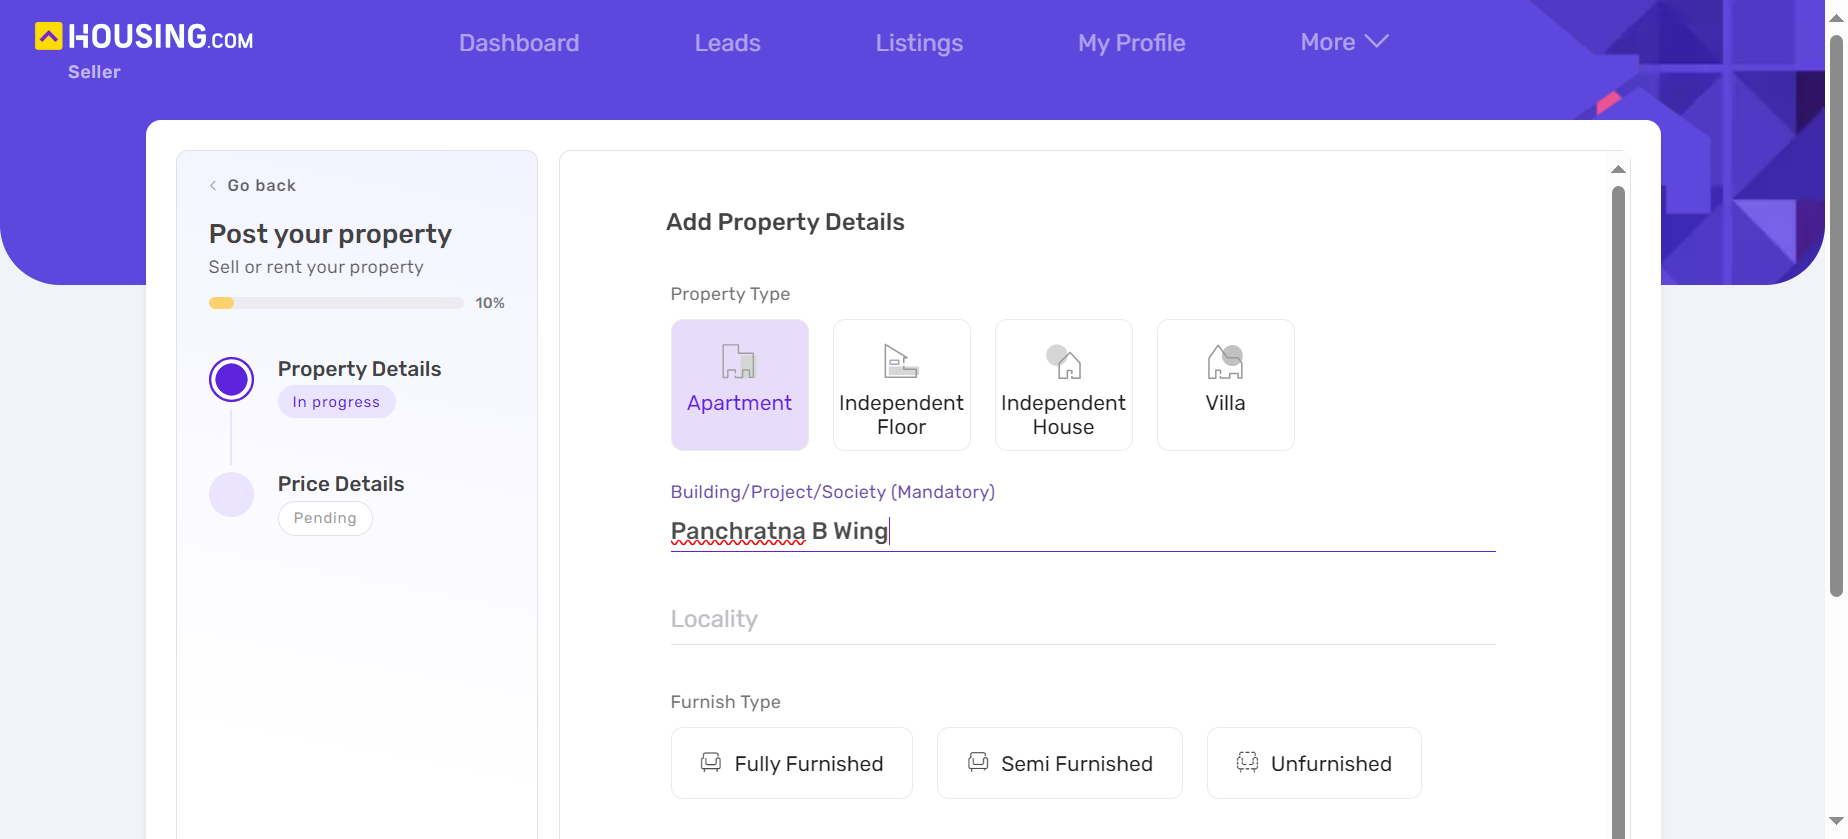 HOUSING.COM
Seller
Dashboard
Leads
Listings
My Profile
More
Go back
Post your property
Sell or rent your property
10%
Property Details
In progress
Price Details
Pending
Add Property Details
Property Type
Apartment
Independent
Floor
Independent
House
Villa
Building/Project/Society (Mandatory)
Panchratna B Wing
Locality
Furnish Type
Fully Furnished
Semi Furnished
Unfurnished